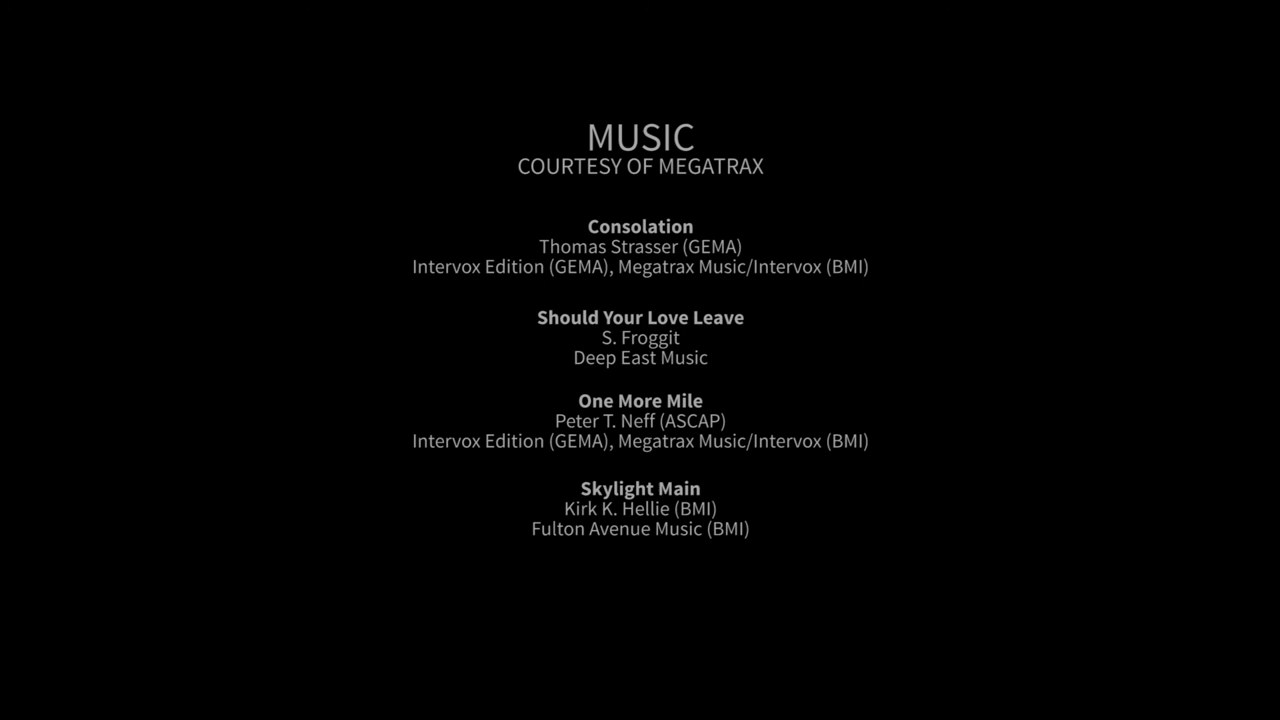 MUSIC
COURTESY OF MEGATRAX
Consolation
Thomas Strasser (GEMA)
Intervox Edition (GEMA), Megatrax Music/Intervox (BMI)
Should Your Love Leave
S. Froggit
Deep East Music
One More Mile
Peter T. Neff (ASCAP)
Intervox Edition (GEMA), Megatrax Music/Intervox (BMI)
Skylight Main
Kirk K. Hellie (BMI)
Fulton Avenue Music (BMI)